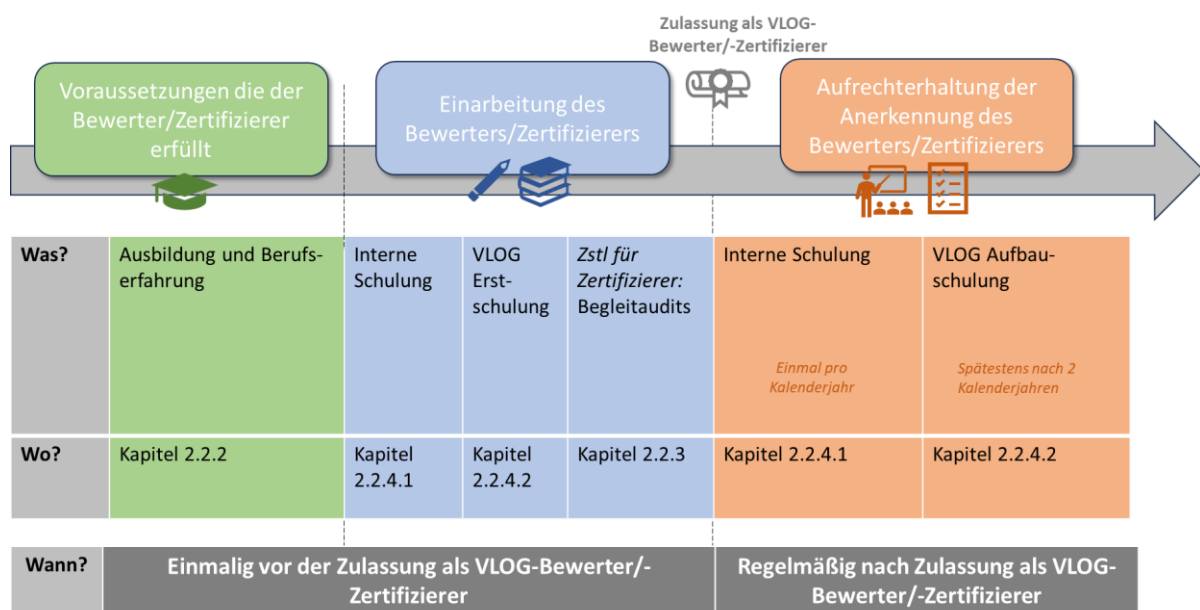 Zulassung als VLOG-
Bewerter/-Zertifizierer
Voraussetzungen die der
Bewerter/Zertifizierer
erfüllt
Einarbeitung des
Bewerters/Zertifizierers
Aufrechterhaltung der
Anerkennung des
Bewerters/Zertifizierers
Was?
Ausbildung und Berufs-
erfahrung
Interne
Schulung
VLOG
Erst-
schulung
Zstl für
Zertifizierer:
Begleitaudits
Interne Schulung
Einmal pro
Kalenderjahr
VLOG Aufbau-
schulung
Spätestens nach 2
Kalenderjahren
Wo?
Kapitel 2.2.2
Kapitel
2.2.4.1
Kapitel
2.2.4.2
Kapitel 2.2.3
Kapitel 2.2.4.1
Kapitel 2.2.4.2
Wann?
Einmalig vor der Zulassung als VLOG-Bewerter/-
Zertifizierer
Regelmäßig nach Zulassung als VLOG-
Bewerter/-Zertifizierer